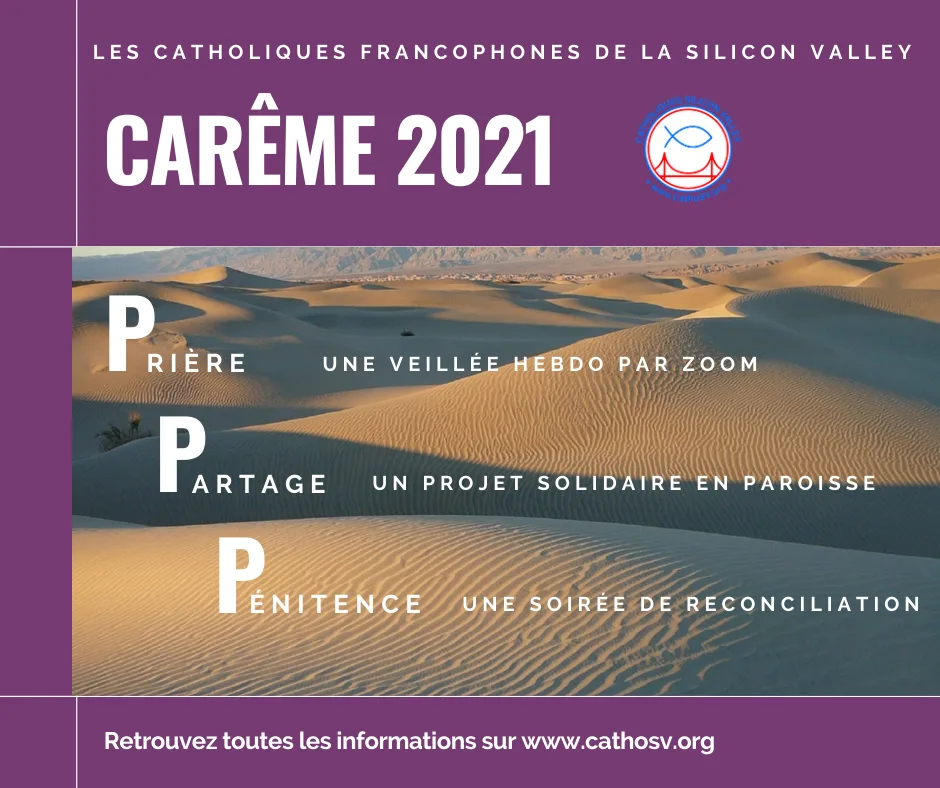 LES CATHOLIQUES FRANCOPHONES DE LA SILICON VALLEY
CARÊME 2021
PRIÈRE UNE VEILLÉE HEBDO PAR ZOOM
PARTAGE UN PROJET SOLIDAIRE EN PAROISSE
PÉNITENCE UNE SOIRÉE DE RECONCILIATION
Retrouvez toutes les informations sur www.cathosv.org